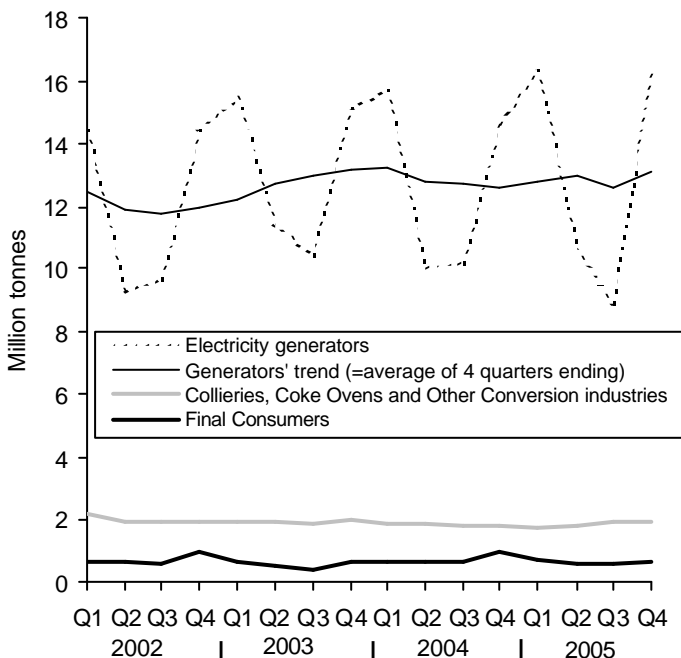 18
16
14
12
10
8
6
4
2
0
Million tonnes
Electricity generators
Generators' trend (=average of 4 quarters ending)
Collieries, Coke Ovens and Other Conversion industries
Final Consumers
Q1 Q2 Q3 Q4 Q1 Q2 Q3 Q4 Q1 Q2 Q3 Q4 Q1 Q2 Q3 Q4
2002 2003 2004 2005